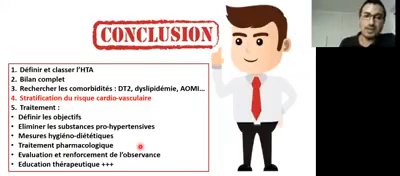 CONCLUSION
1. Définir et classer l'HTA
2. Bilan complet
3. Rechercher les comorbidités : DT2, dyslipidémie, AOMI...
4. Stratification du risque cardio-vasculaire
5. Traitement :
• Définir les objectifs
• Eliminer les substances pro-hypertensives
• Mesures hygiéno-diététiques
• Traitement pharmacologique
• Evaluation et renforcement de l'observance
• Education thérapeutique +++